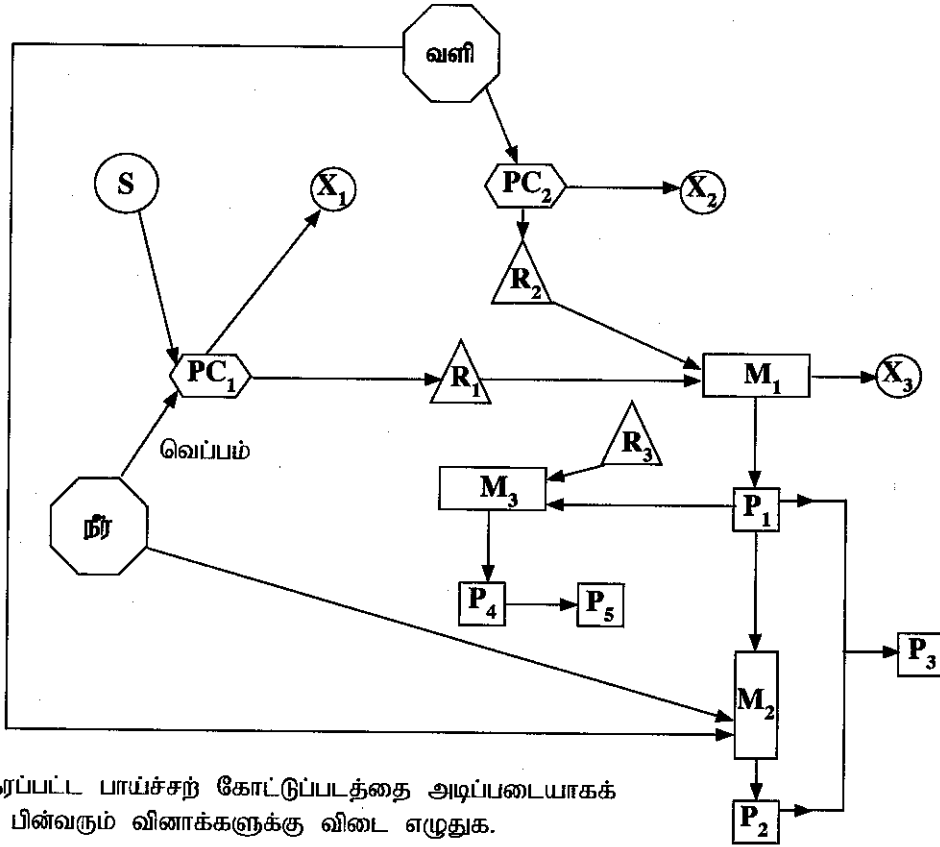 வளி
S
X₁
PC₂
X₂
R₂
PC₁
R₁
M₁
X₃
வெப்பம்
R₃
M₃
P₁
நீர்
P₄
P₅
P₃
M₂
P₂
பாய்ச்சற் கோட்டுப்படத்தை அடிப்படையாகக்
பின்வரும் வினாக்களுக்கு விடை எழுதுக.